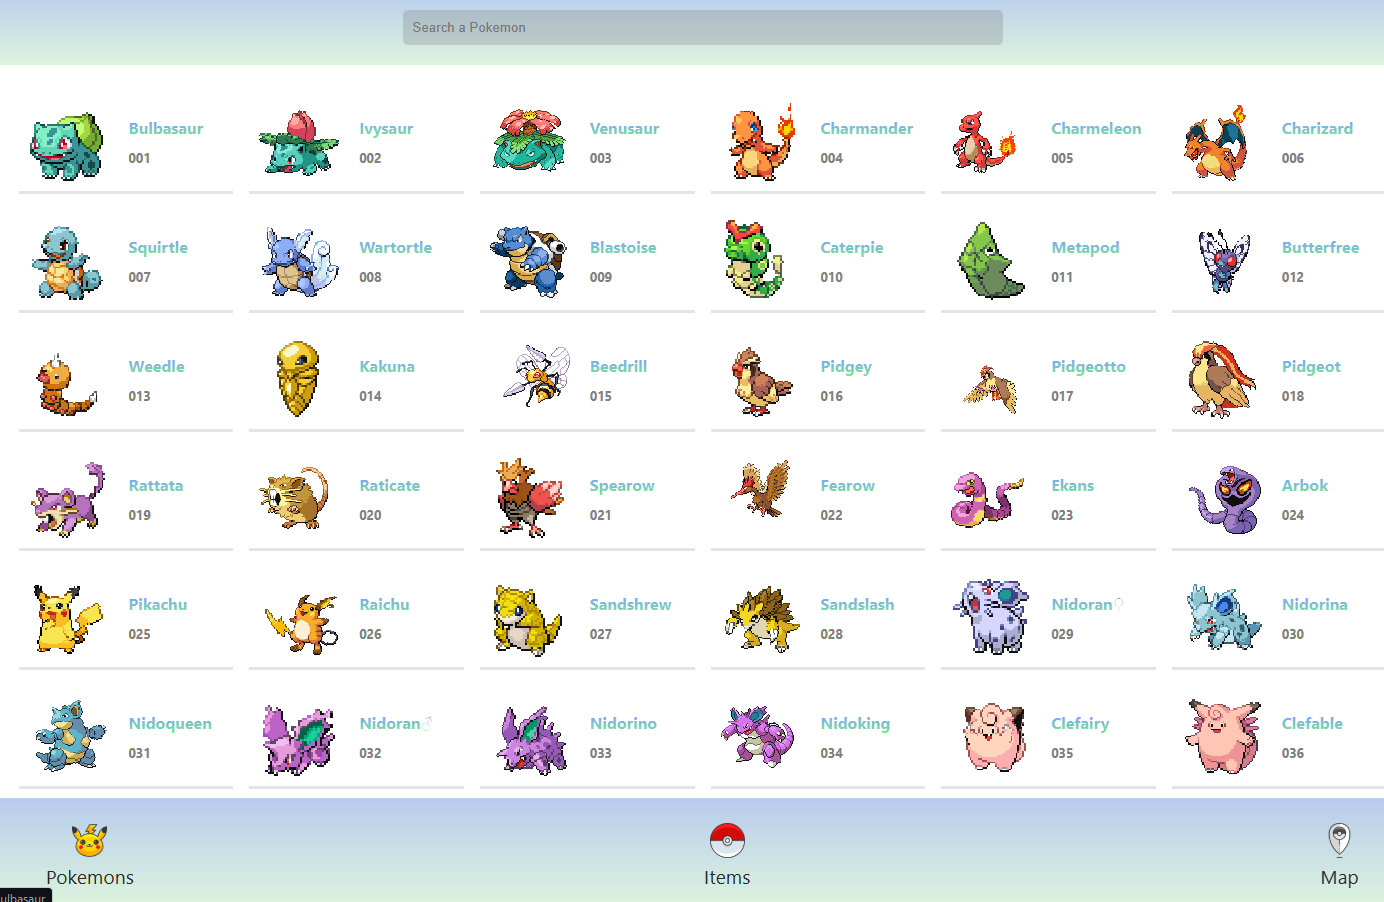 Search a Pokemon
Bulbasaur
001
Ivysaur
002
Venusaur
003
Charmander
004
Charmeleon
005
Charizard
006
Squirtle
007
Wartortle
008
Blastoise
009
Caterpie
010
Metapod
011
Butterfree
012
Weedle
013
Kakuna
014
Beedrill
015
Pidgey
016
Pidgeotto
017
Pidgeot
018
Rattata
019
Raticate
020
Spearow
021
Fearow
022
Ekans
023
Arbok
024
Pikachu
025
Raichu
026
Sandshrew
027
Sandslash
028
Nidoran♀
029
Nidorina
030
Nidoqueen
031
Nidoran♂
032
Nidorino
033
Nidoking
034
Clefairy
035
Clefable
036
Pokemons
Items
Map
ulbasaur